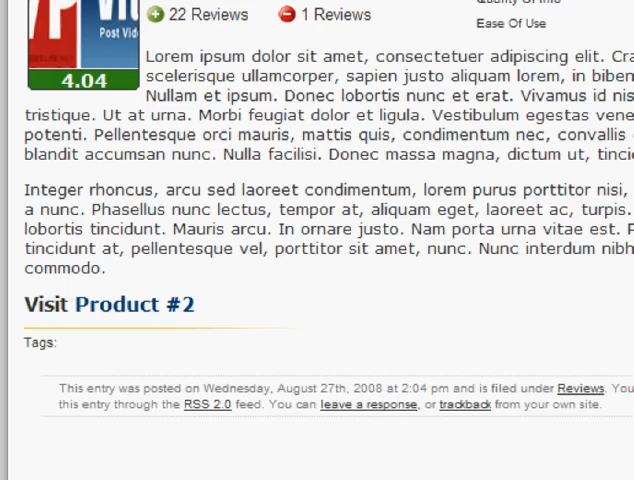 Post Vid
4.04
22 Reviews
1 Reviews
Ease Of Use
Lorem ipsum dolor sit amet, consectetuer adipiscing elit.
scelerisque ullamcorper, sapien justo aliquam lorem, in
Nullam et ipsum. Donec lobortis nunc et erat. Vivamus id
tristique. Ut at urna. Morbi feugiat dolor et ligula. Vestibulum egestas
potenti. Pellentesque orci mauris, mattis quis, condimentum nec, convallis
blandit accumsan nunc. Nulla facilisi. Donec massa magna, dictum ut,
Integer rhoncus, arcu sed laoreet condimentum, lorem purus porttitor nisi,
a nunc. Phasellus nunc lectus, tempor at, aliquam eget, laoreet ac, turpis.
lobortis tincidunt. Mauris arcu. In ornare justo. Nam porta urna vitae est.
tincidunt at, pellentesque vel, porttitor sit amet, nunc. Nunc interdum nibh
commodo.
Visit Product #2
Tags:
This entry was posted on Wednesday, August 27th, 2008 at 2:04 pm and is filed under Reviews. You
this entry through the RSS 2.0 feed. You can leave a response, or trackback from your own site.